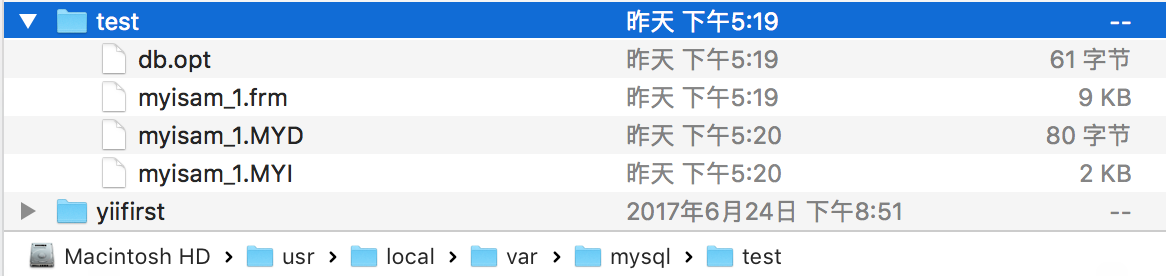 test 昨天 下午5:19 --
db.opt 昨天 下午5:19 61 字节
myisam_1.frm 昨天 下午5:19 9 KB
myisam_1.MYD 昨天 下午5:20 80 字节
myisam_1.MYI 昨天 下午5:20 2 KB
yiifirst 2017年6月24日 下午8:51 --
Macintosh HD › usr › local › var › mysql › test